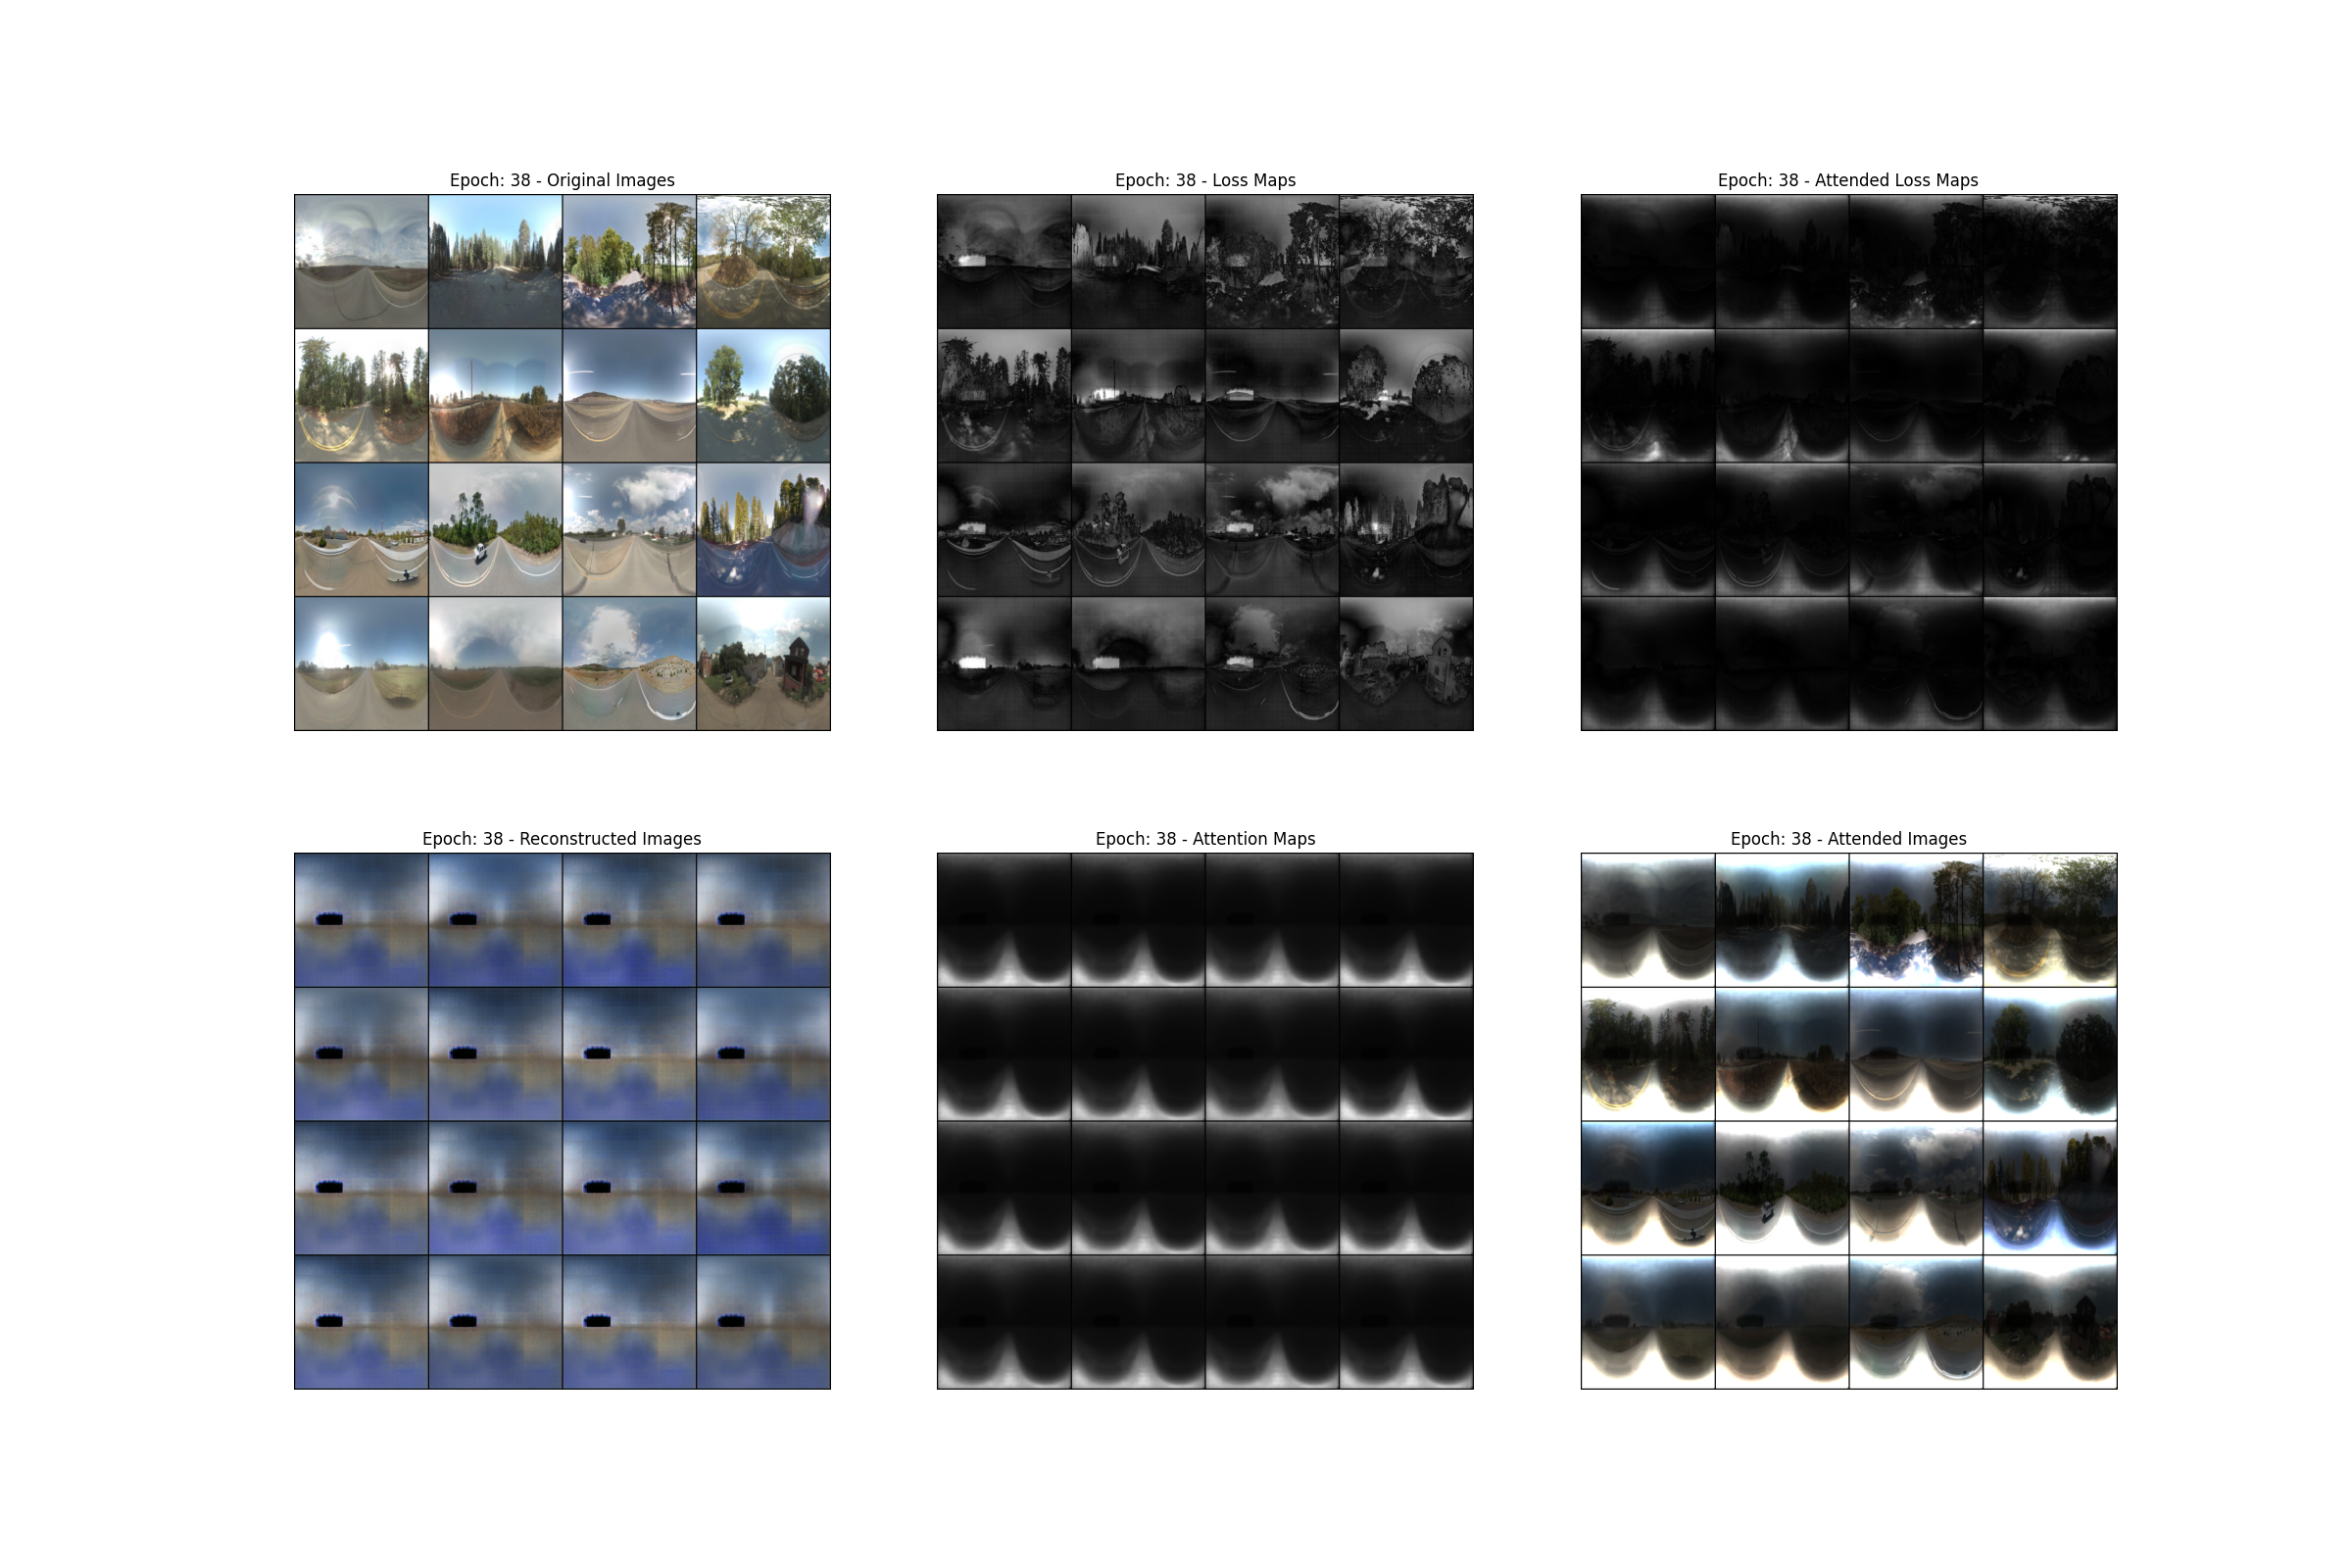 Epoch: 38 - Original Images
Epoch: 38 - Loss Maps
Epoch: 38 - Attended Loss Maps
Epoch: 38 - Reconstructed Images
Epoch: 38 - Attention Maps
Epoch: 38 - Attended Images